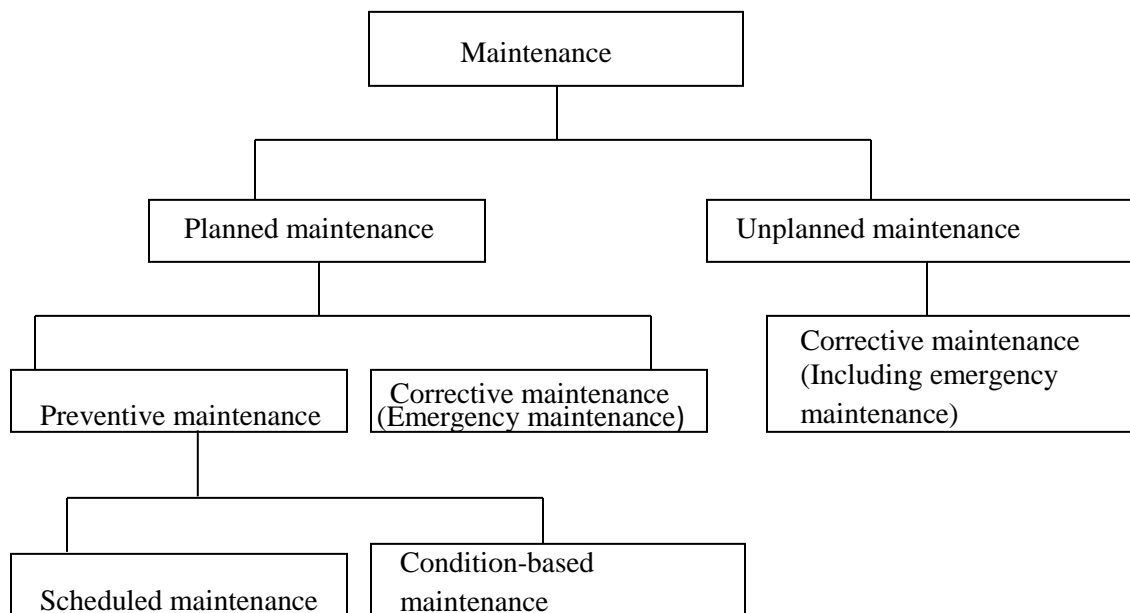 Maintenance
Planned maintenance
Unplanned maintenance
Preventive maintenance
Corrective maintenance
(Emergency maintenance)
Corrective maintenance
(Including emergency
maintenance)
Scheduled maintenance
Condition-based
maintenance